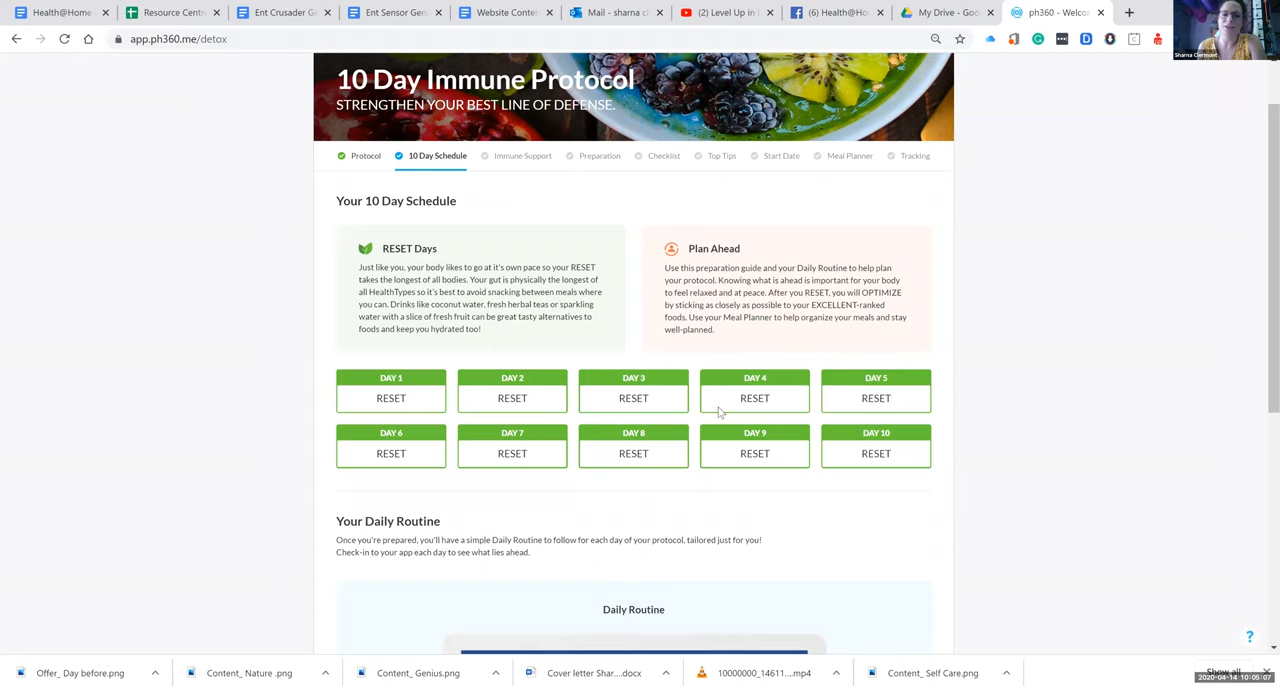 Health@Home
Resource Centr
Ent Crusader Ge
Ent Sensor Gen
Website Conten
Mail - sharna cl
(2) Level Up in
(6) Health@Ho
My Drive - Goo
ph360 - Welcom
app.ph360.me/detox
Sharna Clermont
10 Day Immune Protocol
STRENGTHEN YOUR BEST LINE OF DEFENSE.
Protocol 10 Day Schedule Immune Support Preparation Checklist Top Tips Start Date Meal Planner Tracking
Your 10 Day Schedule
RESET Days
Just like you, your body likes to go at it's own pace so your RESET
takes the longest of all bodies. Your gut is physically the longest of
all HealthTypes so it's best to avoid snacking between meals where
you can. Drinks like coconut water, fresh herbal teas or sparkling
water with a slice of fresh fruit can be great tasty alternatives to
foods and keep you hydrated too!
Plan Ahead
Use this preparation guide and your Daily Routine to help plan
your protocol. Knowing what is ahead is important for your body
to feel relaxed and at peace. After you RESET, you will OPTIMIZE
by sticking as closely as possible to your EXCELLENT-ranked
foods. Use your Meal Planner to help organize your meals and stay
well-planned.
DAY 1 DAY 2 DAY 3 DAY 4 DAY 5
RESET RESET RESET RESET RESET
DAY 6 DAY 7 DAY 8 DAY 9 DAY 10
RESET RESET RESET RESET RESET
Your Daily Routine
Once you're prepared, you'll have a simple Daily Routine to follow for each day of your protocol, tailored just for you!
Check-in to your app each day to see what lies ahead.
Daily Routine
?
Offer_ Day before.png
Content_ Nature .png
Content_ Genius.png
Cover letter Shar....docx
10000000_14611....mp4
Content_ Self Care.png
Show all
2020-04-14 10:05:07